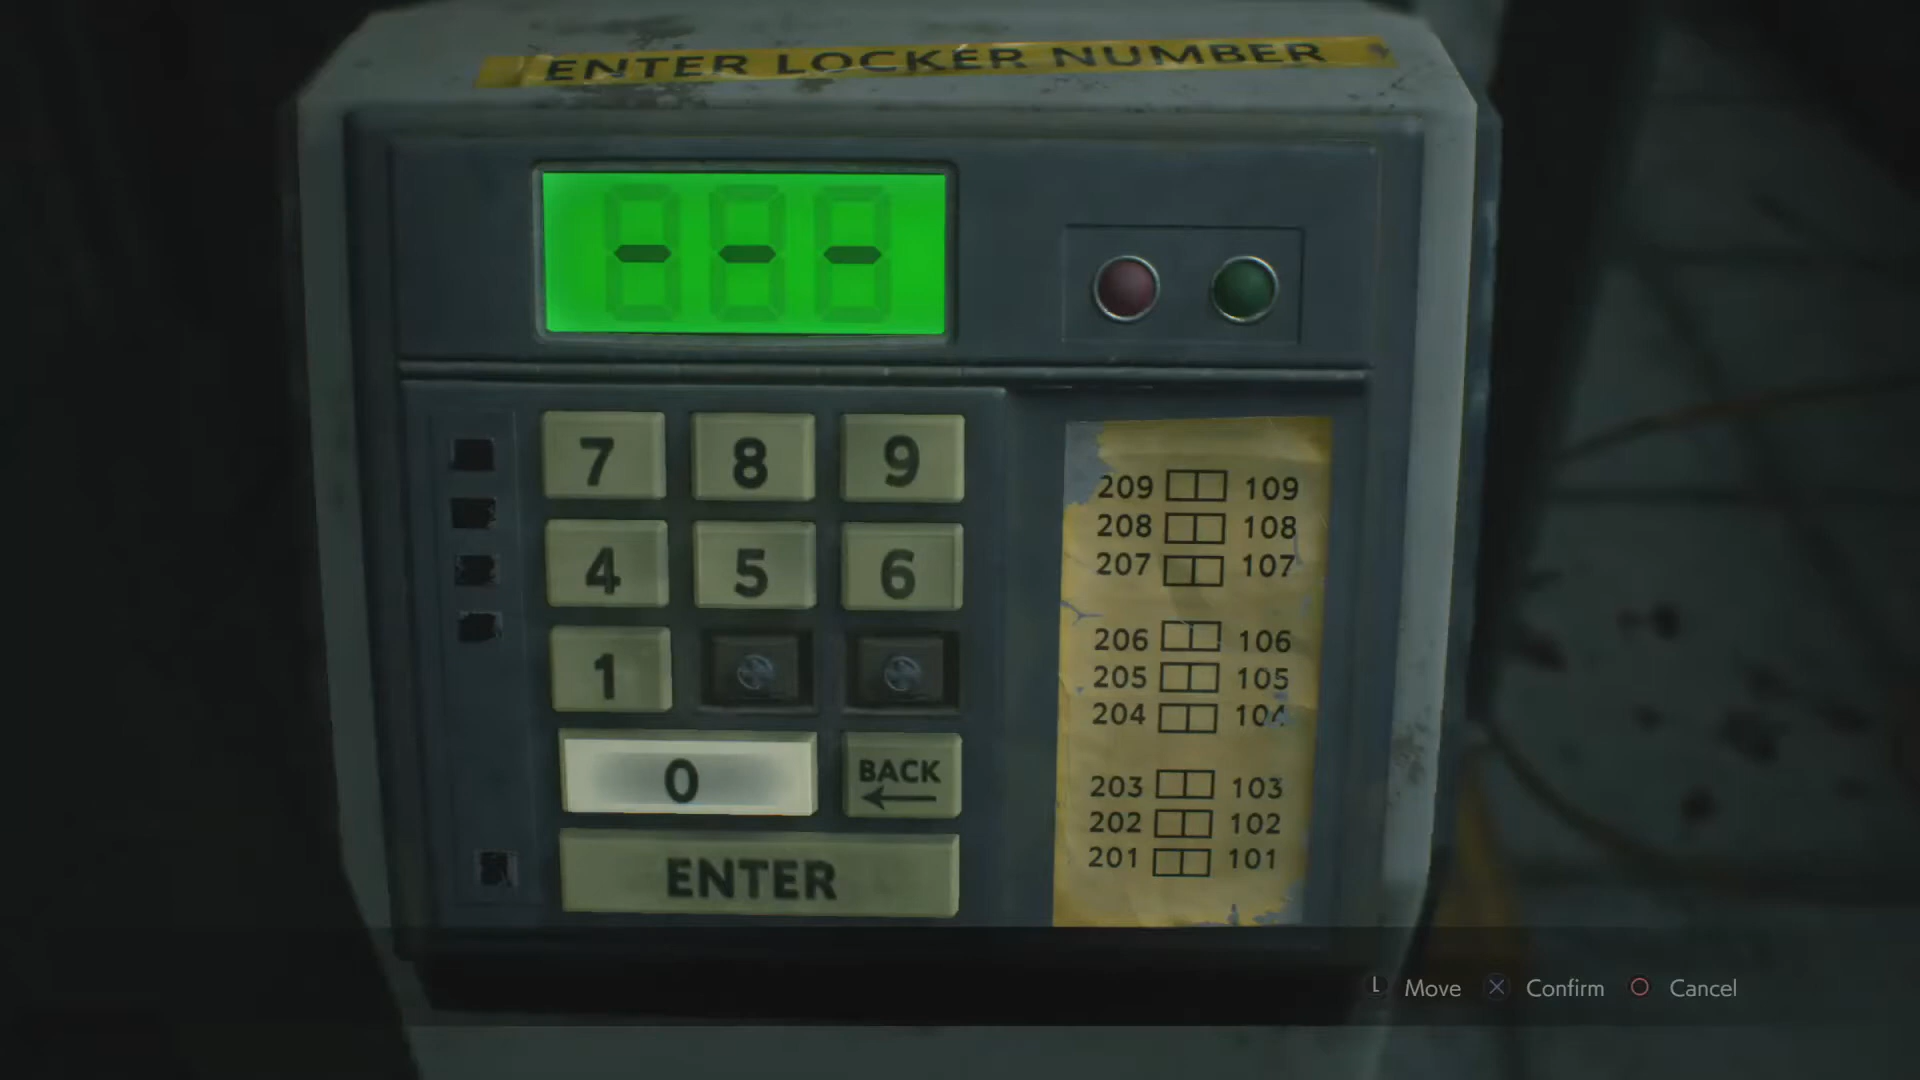 ENTER LOCKER NUMBER
7 8 9
4 5 6
1
0 BACK
ENTER
209 109
208 108
207 107
206 106
205 105
204 104
203 103
202 102
201 101
L Move Confirm Cancel